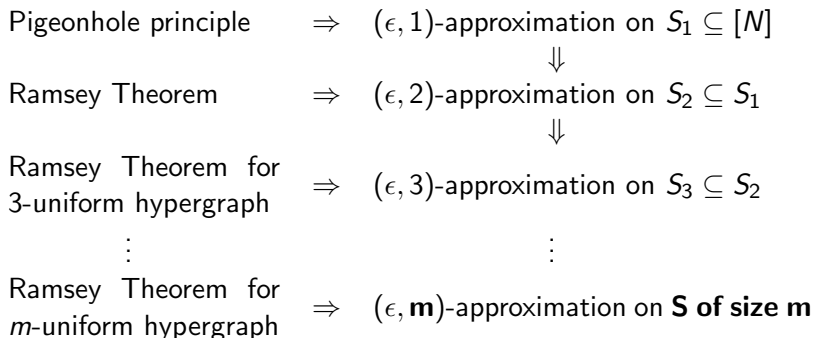 Pigeonhole principle ⇒ (ϵ, 1)-approximation on S₁ ⊆ [N]
⇓
Ramsey Theorem ⇒ (ϵ, 2)-approximation on S₂ ⊆ S₁
⇓
Ramsey Theorem for
3-uniform hypergraph ⇒ (ϵ, 3)-approximation on S₃ ⊆ S₂
⋮ ⋮
Ramsey Theorem for
m-uniform hypergraph ⇒ (ϵ, m)-approximation on S of size m